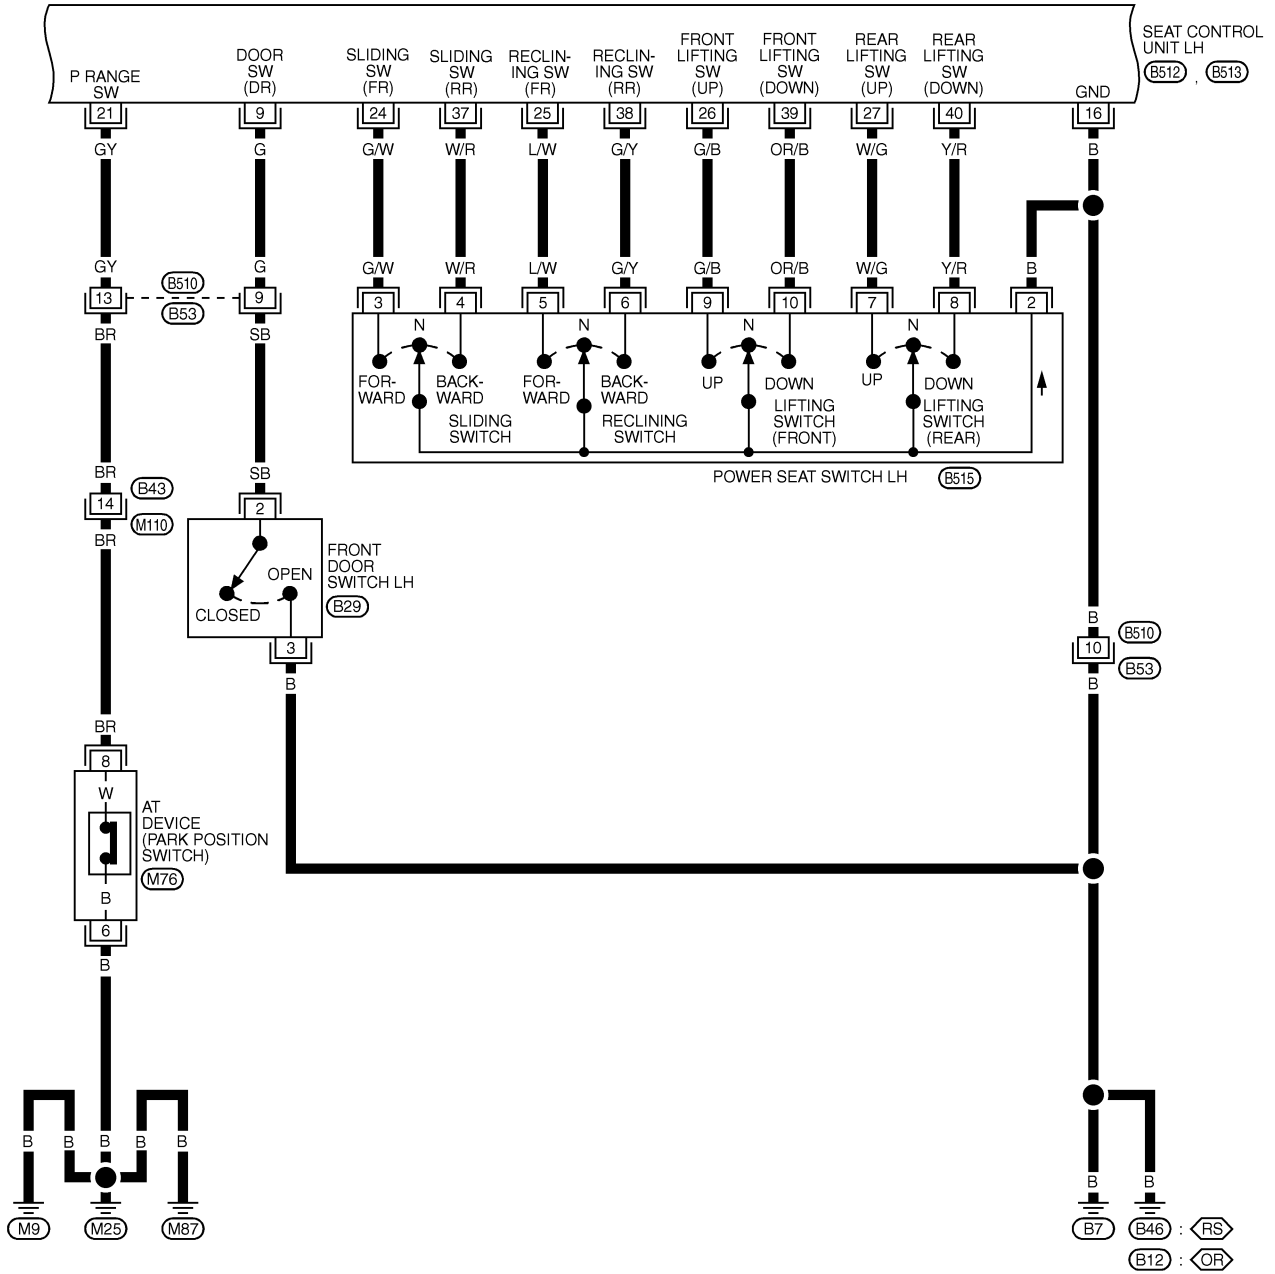 SEAT CONTROL
UNIT LH
B512 , B513
P RANGE
SW
DOOR
SW
(DR)
SLIDING
SW
(FR)
SLIDING
SW
(RR)
RECLIN-
ING SW
(FR)
RECLIN-
ING SW
(RR)
FRONT
LIFTING
SW
(UP)
FRONT
LIFTING
SW
(DOWN)
REAR
LIFTING
SW
(UP)
REAR
LIFTING
SW
(DOWN)
GND
21 9 24 37 25 38 26 39 27 40 16
GY G G/W W/R L/W G/Y G/B OR/B W/G Y/R B
GY G G/W W/R L/W G/Y G/B OR/B W/G Y/R B
13 B510 9 3 4 5 6 9 10 7 8 2
B53
BR SB
N N N N
FOR-
WARD
BACK-
WARD
FOR-
WARD
BACK-
WARD
UP DOWN
UP DOWN
SLIDING
SWITCH
RECLINING
SWITCH
LIFTING
SWITCH
(FRONT)
LIFTING
SWITCH
(REAR)
POWER SEAT SWITCH LH B515
BR SB
14 B43
M110
2
BR
OPEN
CLOSED
FRONT
DOOR
SWITCH LH
B29
3
B
B
10 B510
B53
B
BR
8
W
AT
DEVICE
(PARK POSITION
SWITCH)
M76
B
6
B
B B B B B
M9 M25 M87
B B
B7 B46 : RS
B12 : OR